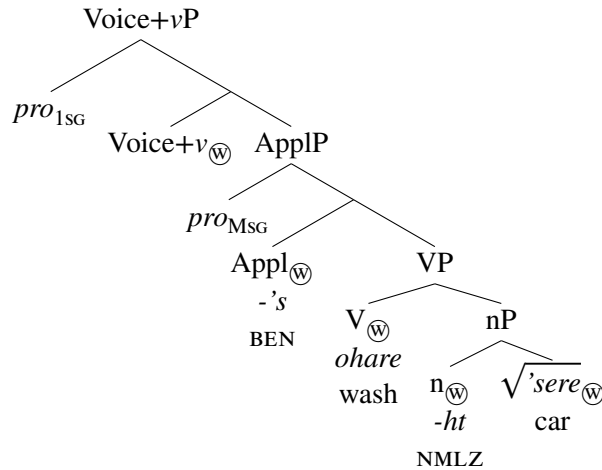 Voice+vP
pro1SG
Voice+vⓦ ApplP
proMSG
Applⓦ VP
-'s
BEN
Vⓦ nP
ohare
wash
nⓦ √'sereⓦ
-ht car
NMLZ